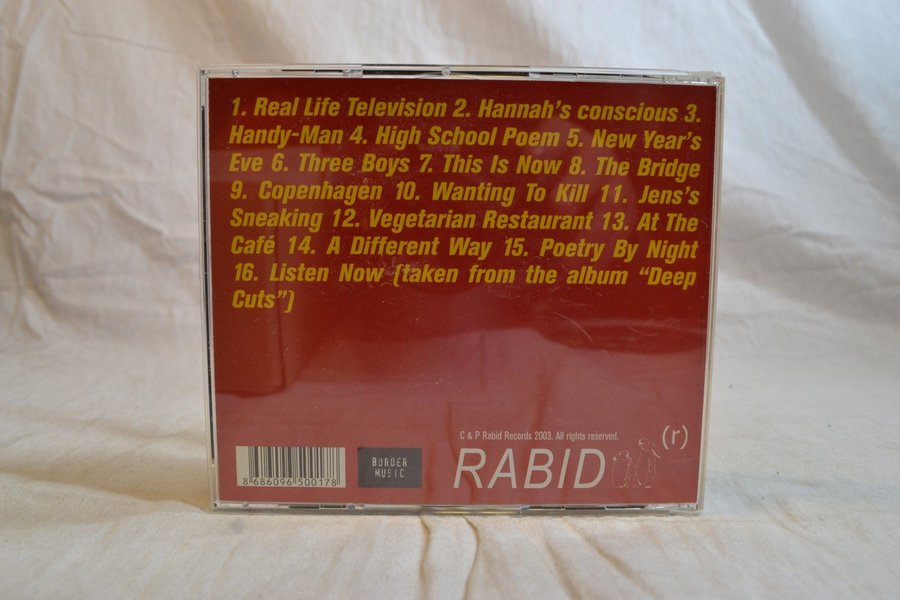 1. Real Life Television 2. Hannah's conscious 3.
Handy-Man 4. High School Poem 5. New Year's
Eve 6. Three Boys 7. This Is Now 8. The Bridge
9. Copenhagen 10. Wanting To Kill 11. Jens's
Sneaking 12. Vegetarian Restaurant 13. At The
Café 14. A Different Way 15. Poetry By Night
16. Listen Now (taken from the album “Deep
Cuts”)
C & P Rabid Records 2003. All rights reserved.
(r)
RABID
BORDER
MUSIC
8 686096 500178